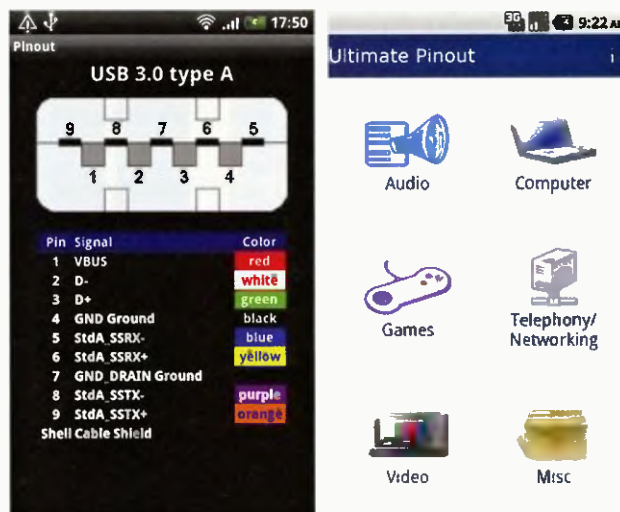 17:50
Pinout
USB 3.0 type A
9 8 7 6 5
1 2 3 4
Pin Signal Color
1 VBUS red
2 D- white
3 D+ green
4 GND Ground black
5 StdA_SSRX- blue
6 StdA_SSRX+ yellow
7 GND_DRAIN Ground
8 StdA_SSTX- purple
9 StdA_SSTX+ orange
Shell Cable Shield
3G 9:22 AM
Ultimate Pinout i
Audio Computer
Games Telephony/
Networking
Video Misc